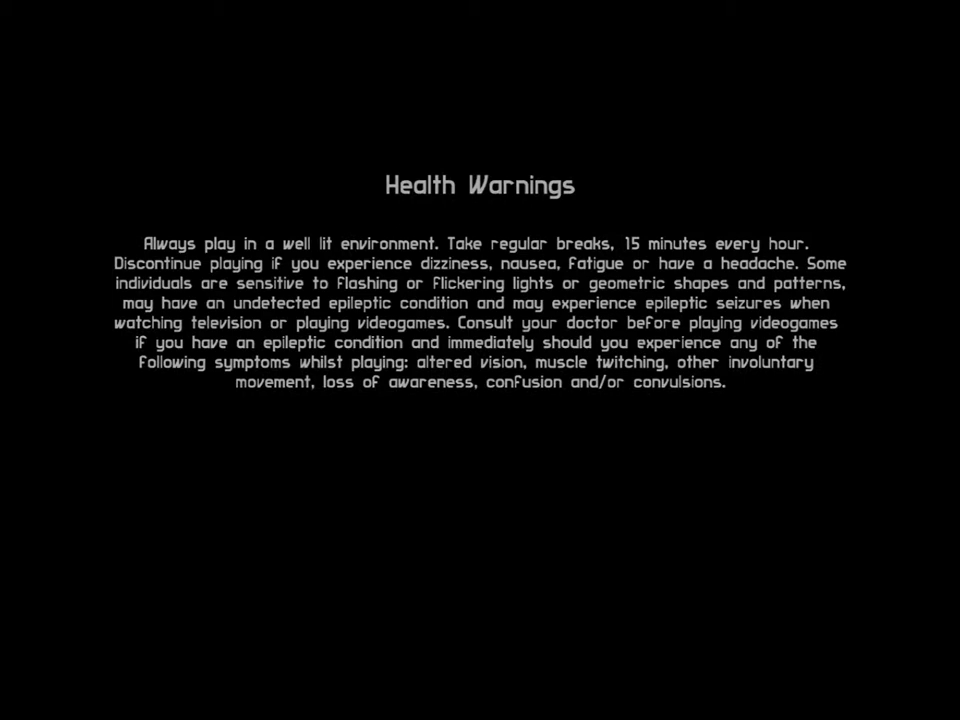 Health Warnings
Always play in a well lit environment. Take regular breaks, 15 minutes every hour.
Discontinue playing if you experience dizziness, nausea, fatigue or have a headache. Some
individuals are sensitive to flashing or flickering lights or geometric shapes and patterns,
may have an undetected epileptic condition and may experience epileptic seizures when
watching television or playing videogames. Consult your doctor before playing videogames
if you have an epileptic condition and immediately should you experience any of the
following symptoms whilst playing: altered vision, muscle twitching, other involuntary
movement, loss of awareness, confusion and/or convulsions.